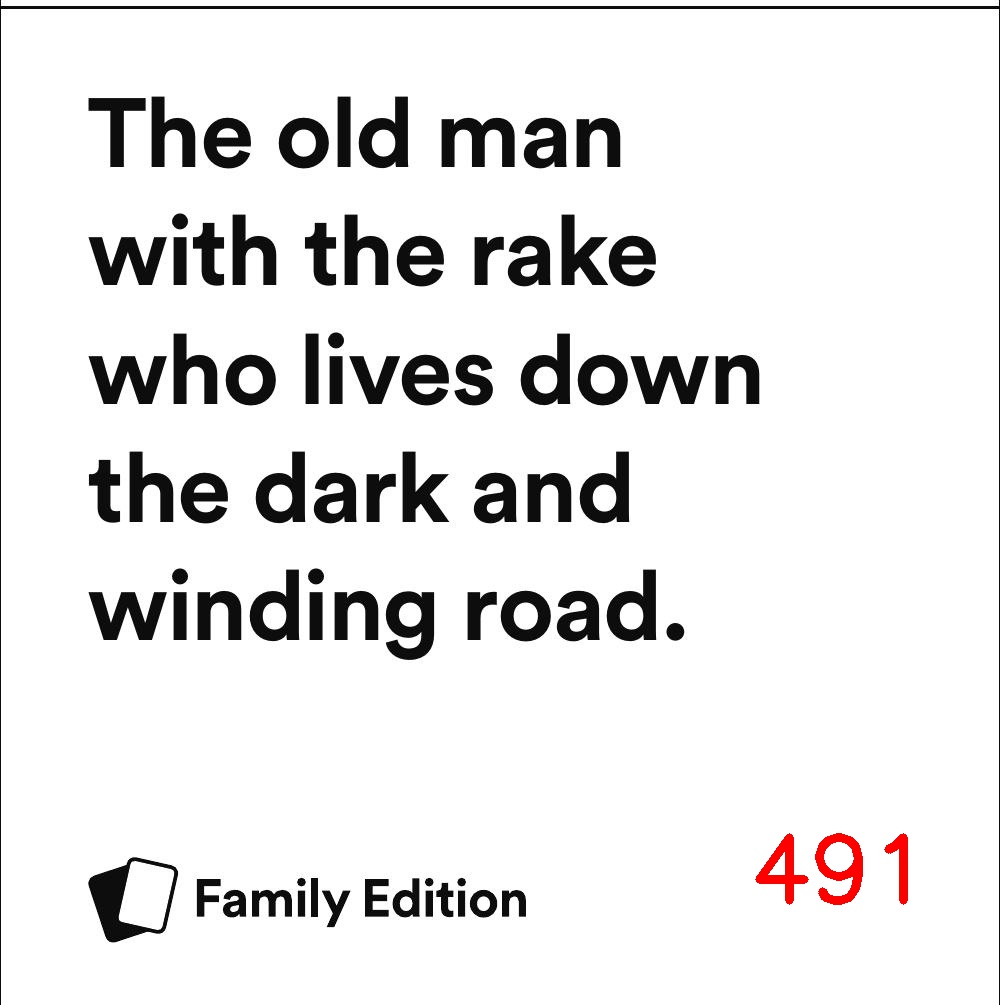 The old man
with the rake
who lives down
the dark and
winding road.
Family Edition
491